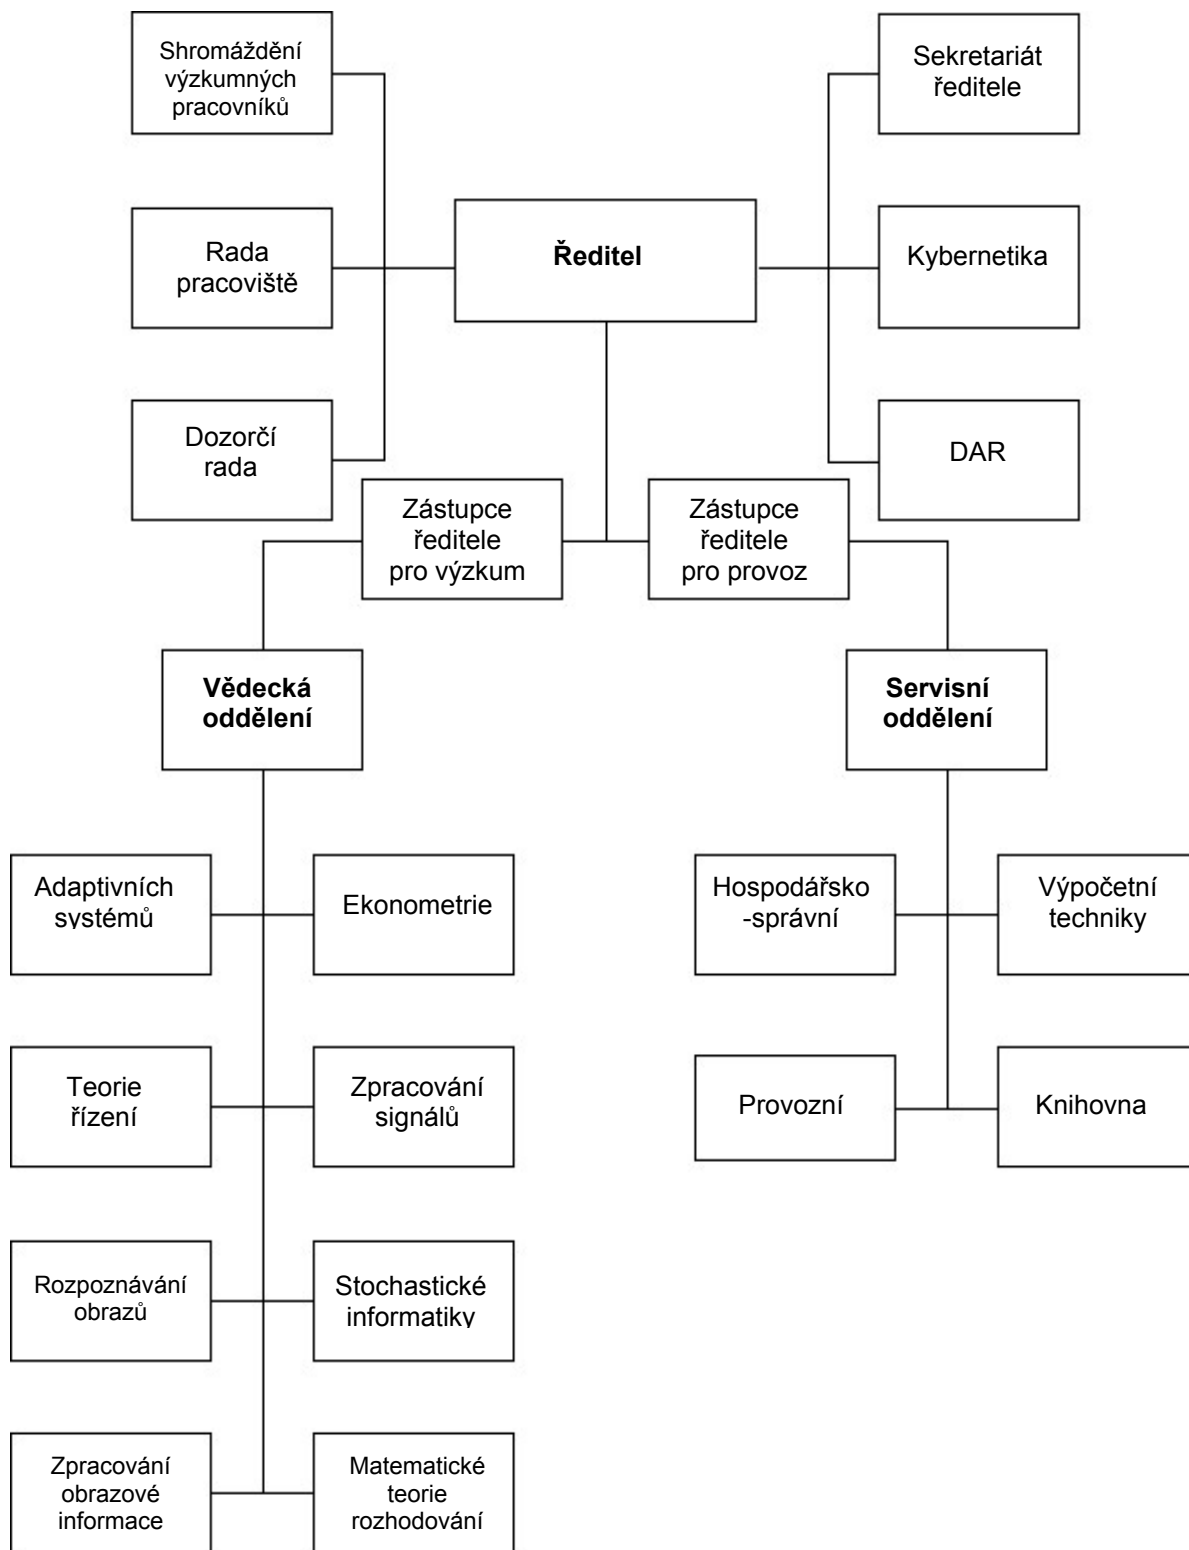 Shromáždění
výzkumných
pracovníků
Sekretariát
ředitele
Rada
pracoviště
Ředitel
Kybernetika
Dozorčí
rada
DAR
Zástupce
ředitele
pro výzkum
Zástupce
ředitele
pro provoz
Vědecká
oddělení
Servisní
oddělení
Adaptivních
systémů
Ekonometrie
Hospodářsko
-správní
Výpočetní
techniky
Teorie
řízení
Zpracování
signálů
Provozní
Knihovna
Rozpoznávání
obrazů
Stochastické
informatiky
Zpracování
obrazové
informace
Matematické
teorie
rozhodování